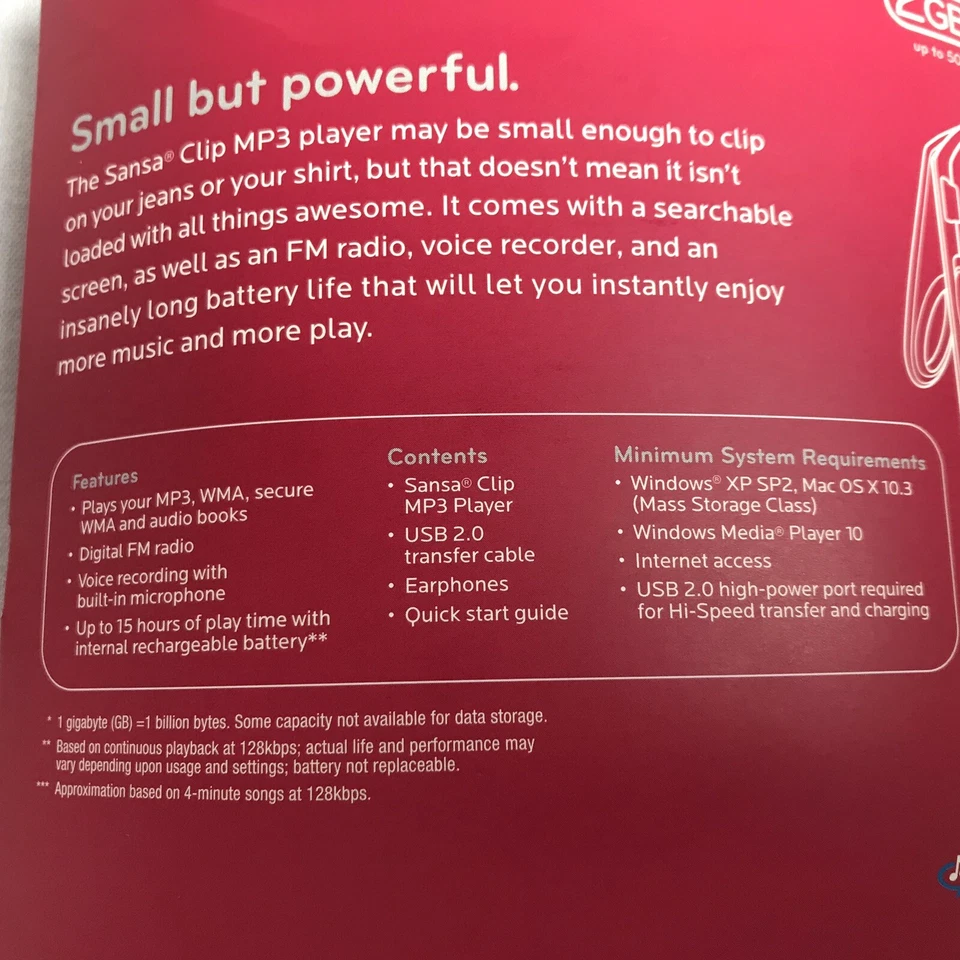 2GB
up to 50
Small but powerful.
The Sansa® Clip MP3 player may be small enough to clip
on your jeans or your shirt, but that doesn't mean it isn't
loaded with all things awesome. It comes with a searchable
screen, as well as an FM radio, voice recorder, and an
insanely long battery life that will let you instantly enjoy
more music and more play.
Features
• Plays your MP3, WMA, secure
WMA and audio books
• Digital FM radio
• Voice recording with
built-in microphone
• Up to 15 hours of play time with
internal rechargeable battery**
Contents
• Sansa® Clip
MP3 Player
• USB 2.0
transfer cable
• Earphones
• Quick start guide
Minimum System Requirements
• Windows® XP SP2, Mac OS X 10.3
(Mass Storage Class)
• Windows Media® Player 10
• Internet access
• USB 2.0 high-power port required
for Hi-Speed transfer and charging
* 1 gigabyte (GB) =1 billion bytes. Some capacity not available for data storage.
** Based on continuous playback at 128kbps; actual life and performance may
vary depending upon usage and settings; battery not replaceable.
*** Approximation based on 4-minute songs at 128kbps.